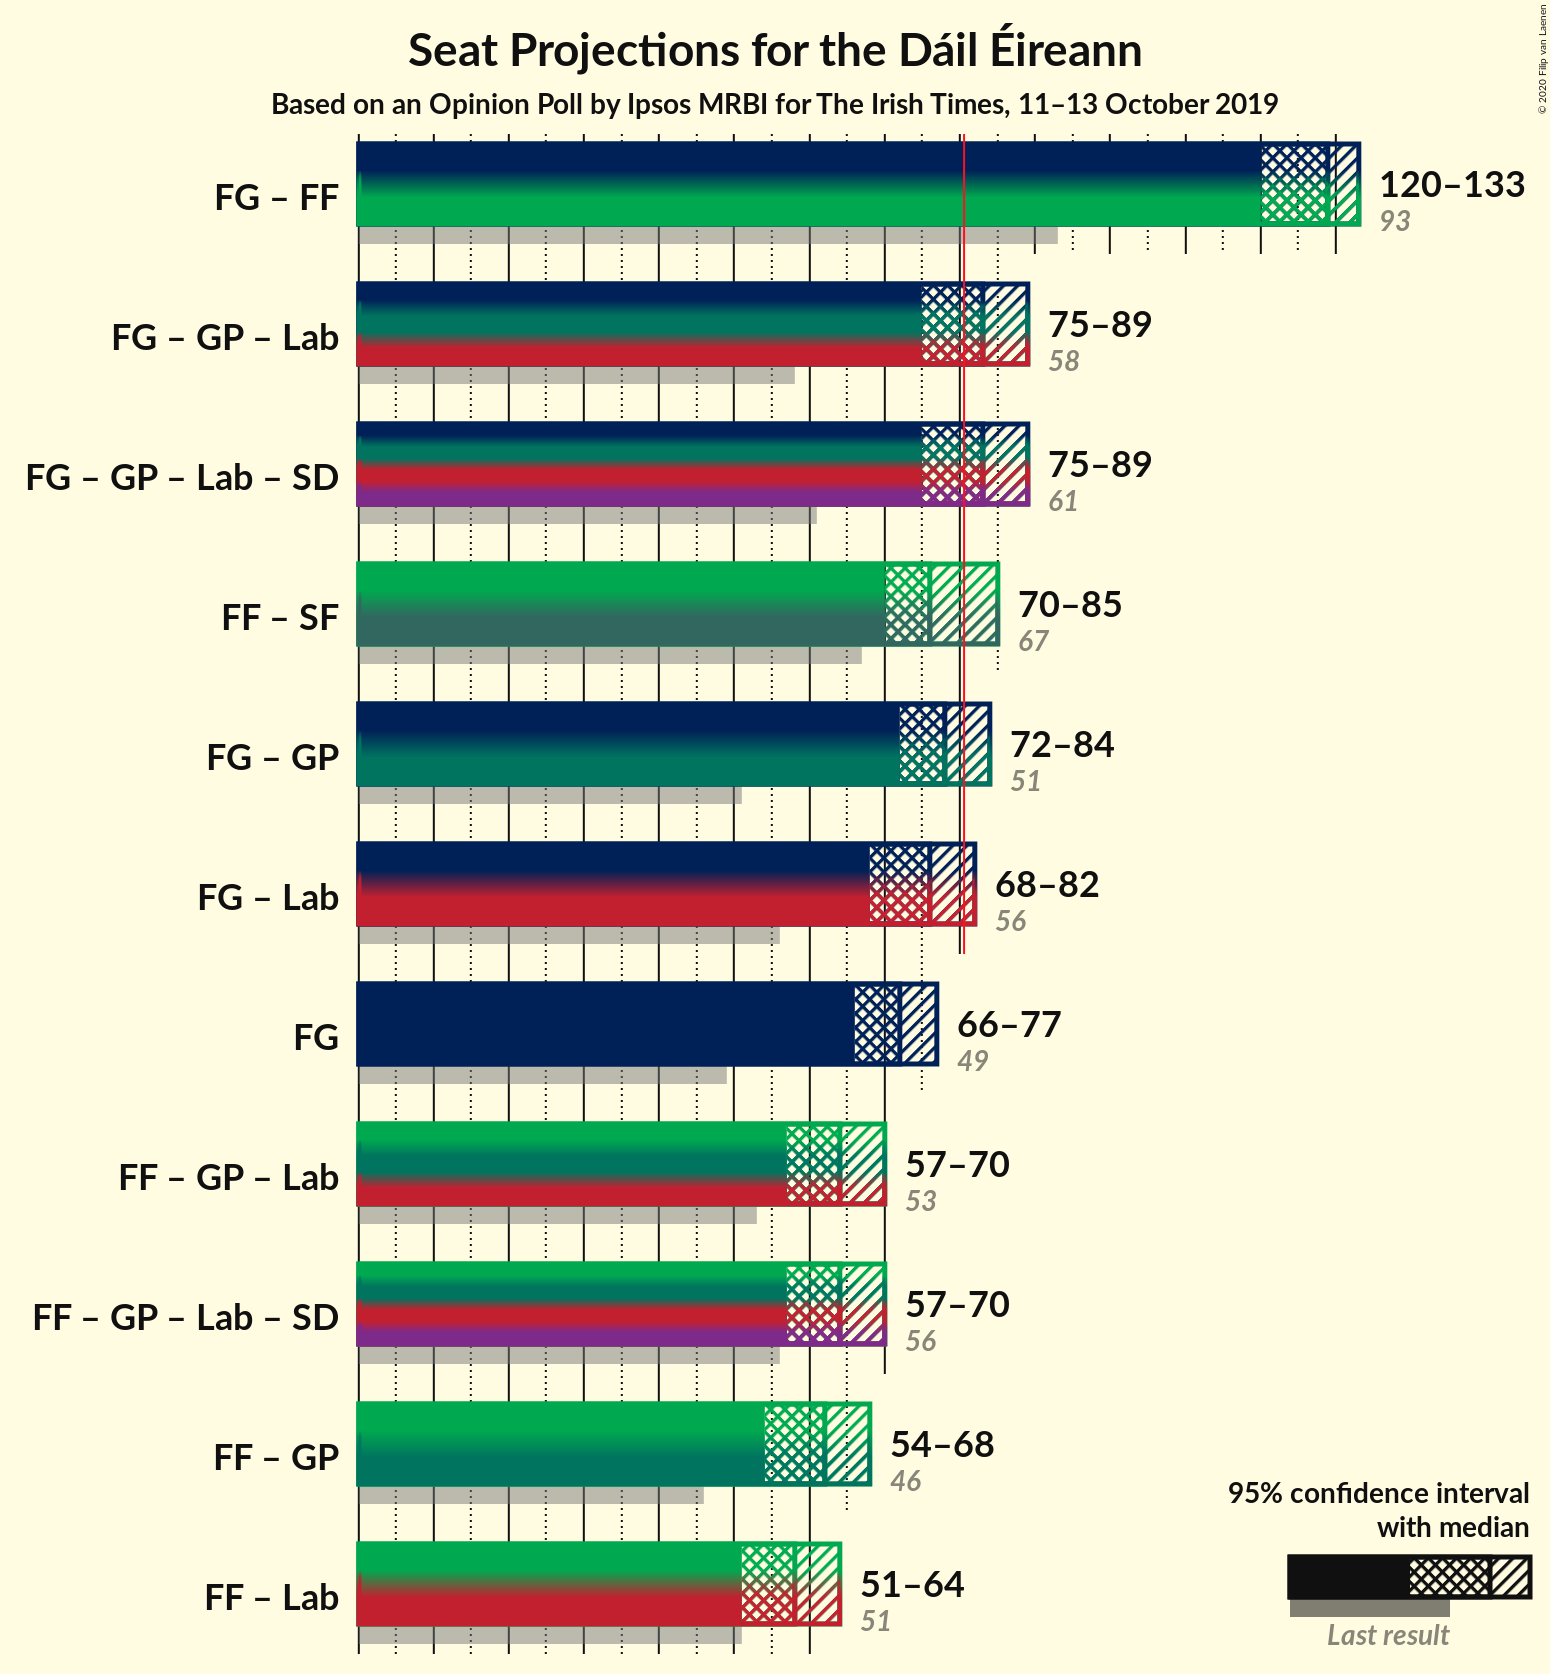 Seat Projections for the Dáil Éireann
Based on an Opinion Poll by Ipsos MRBI for The Irish Times, 11–13 October 2019
© 2020 Filip van Laenen
FG – FF
120–133
93
FG – GP – Lab
75–89
58
FG – GP – Lab – SD
75–89
61
FF – SF
70–85
67
FG – GP
72–84
51
FG – Lab
68–82
56
FG
66–77
49
FF – GP – Lab
57–70
53
FF – GP – Lab – SD
57–70
56
FF – GP
54–68
46
FF – Lab
51–64
51
95% confidence interval
with median
Last result